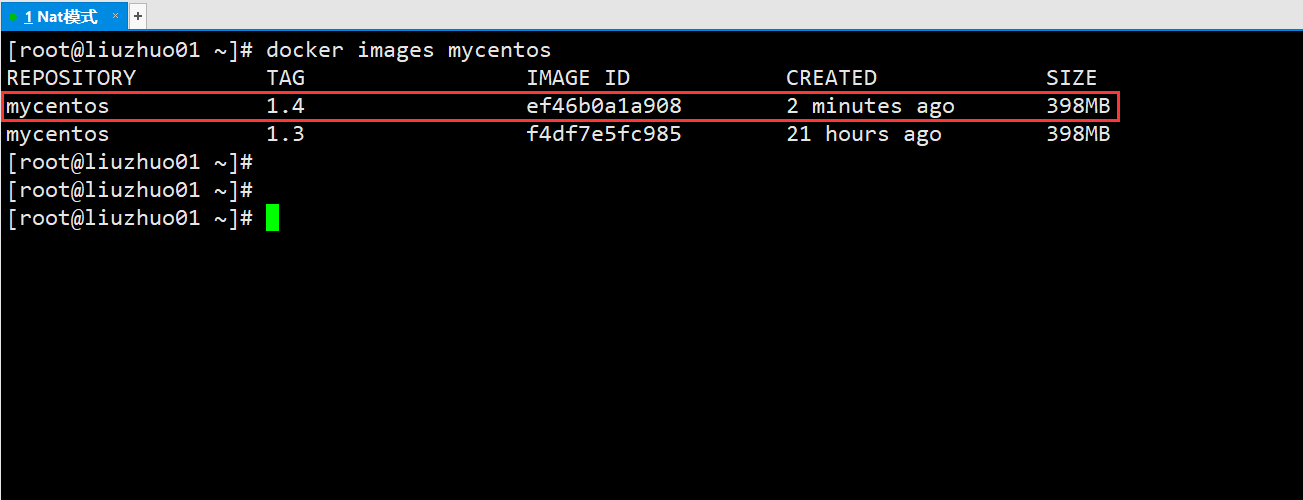 1 Nat模式 × +
[root@liuzhuo01 ~]# docker images mycentos
REPOSITORY TAG IMAGE ID CREATED SIZE
mycentos 1.4 ef46b0a1a908 2 minutes ago 398MB
mycentos 1.3 f4df7e5fc985 21 hours ago 398MB
[root@liuzhuo01 ~]#
[root@liuzhuo01 ~]#
[root@liuzhuo01 ~]#